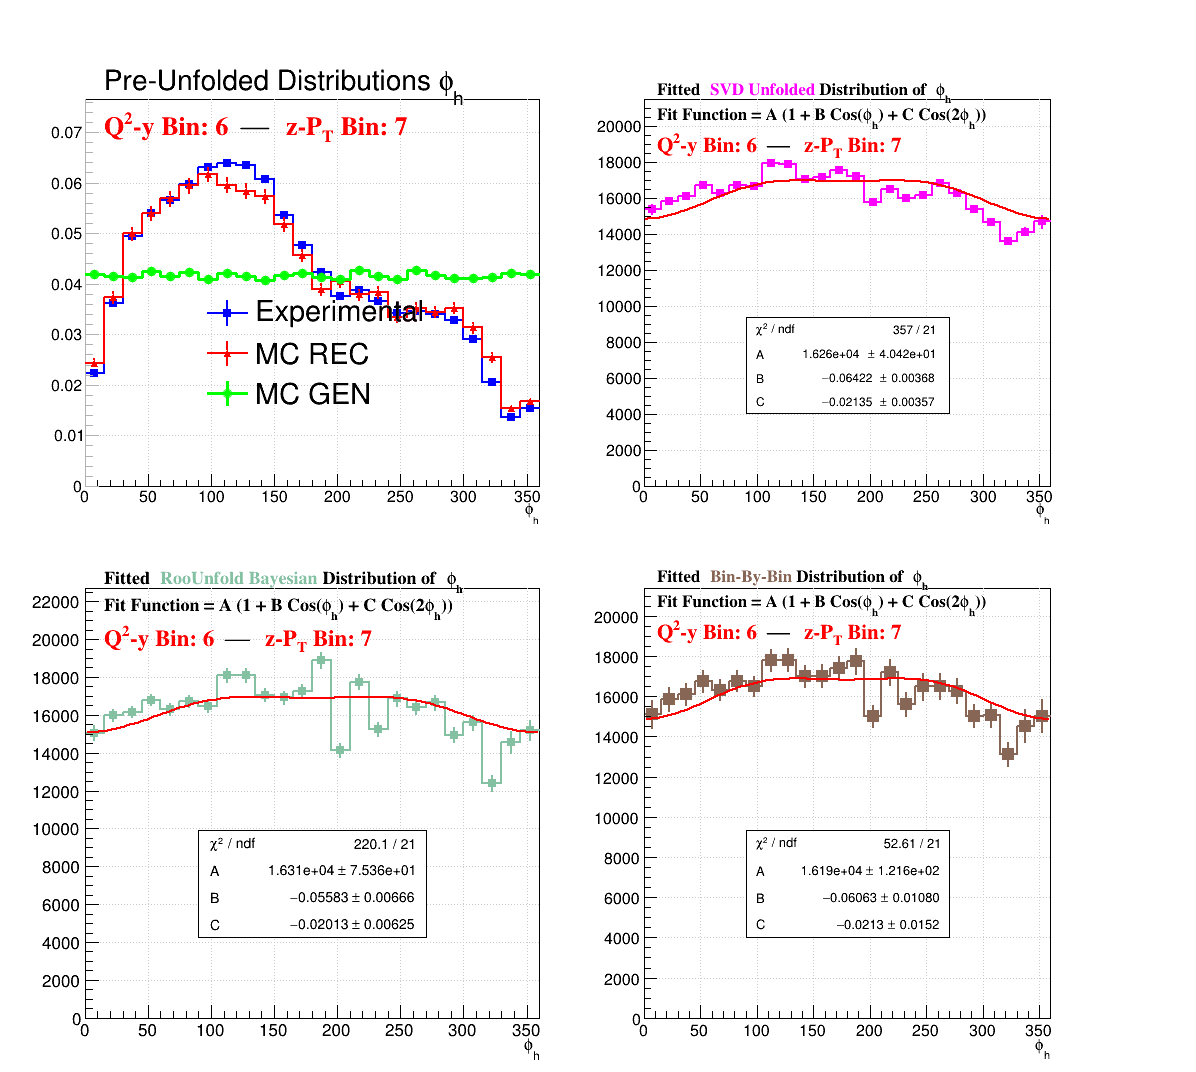 Pre-Unfolded Distributions ϕh
Q²-y Bin: 6 — z-PT Bin: 7
0.07
0.06
0.05
0.04
0.03
0.02
0.01
0
Experimental
MC REC
MC GEN
0 50 100 150 200 250 300 350
ϕh
Fitted SVD Unfolded Distribution of ϕh
Fit Function = A (1 + B Cos(ϕh) + C Cos(2ϕh))
Q²-y Bin: 6 — z-PT Bin: 7
20000
18000
16000
14000
12000
10000
8000
6000
4000
2000
0
χ² / ndf 357 / 21
A 1.626e+04 ± 4.042e+01
B −0.06422 ± 0.00368
C −0.02135 ± 0.00357
0 50 100 150 200 250 300 350
ϕh
Fitted RooUnfold Bayesian Distribution of ϕh
Fit Function = A (1 + B Cos(ϕh) + C Cos(2ϕh))
Q²-y Bin: 6 — z-PT Bin: 7
22000
20000
18000
16000
14000
12000
10000
8000
6000
4000
2000
0
χ² / ndf 220.1 / 21
A 1.631e+04 ± 7.536e+01
B −0.05583 ± 0.00666
C −0.02013 ± 0.00625
0 50 100 150 200 250 300 350
ϕh
Fitted Bin-By-Bin Distribution of ϕh
Fit Function = A (1 + B Cos(ϕh) + C Cos(2ϕh))
Q²-y Bin: 6 — z-PT Bin: 7
20000
18000
16000
14000
12000
10000
8000
6000
4000
2000
0
χ² / ndf 52.61 / 21
A 1.619e+04 ± 1.216e+02
B −0.06063 ± 0.01080
C −0.0213 ± 0.0152
0 50 100 150 200 250 300 350
ϕh